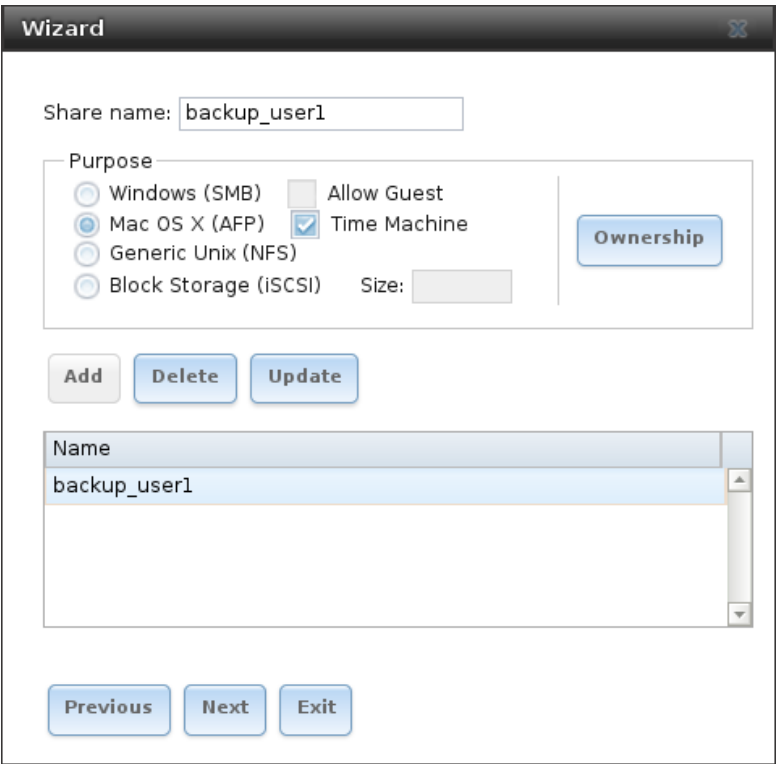 Wizard
Share name: backup_user1
Purpose
Windows (SMB) Allow Guest
Mac OS X (AFP) Time Machine
Generic Unix (NFS)
Block Storage (iSCSI) Size:
Ownership
Add Delete Update
Name
backup_user1
Previous Next Exit